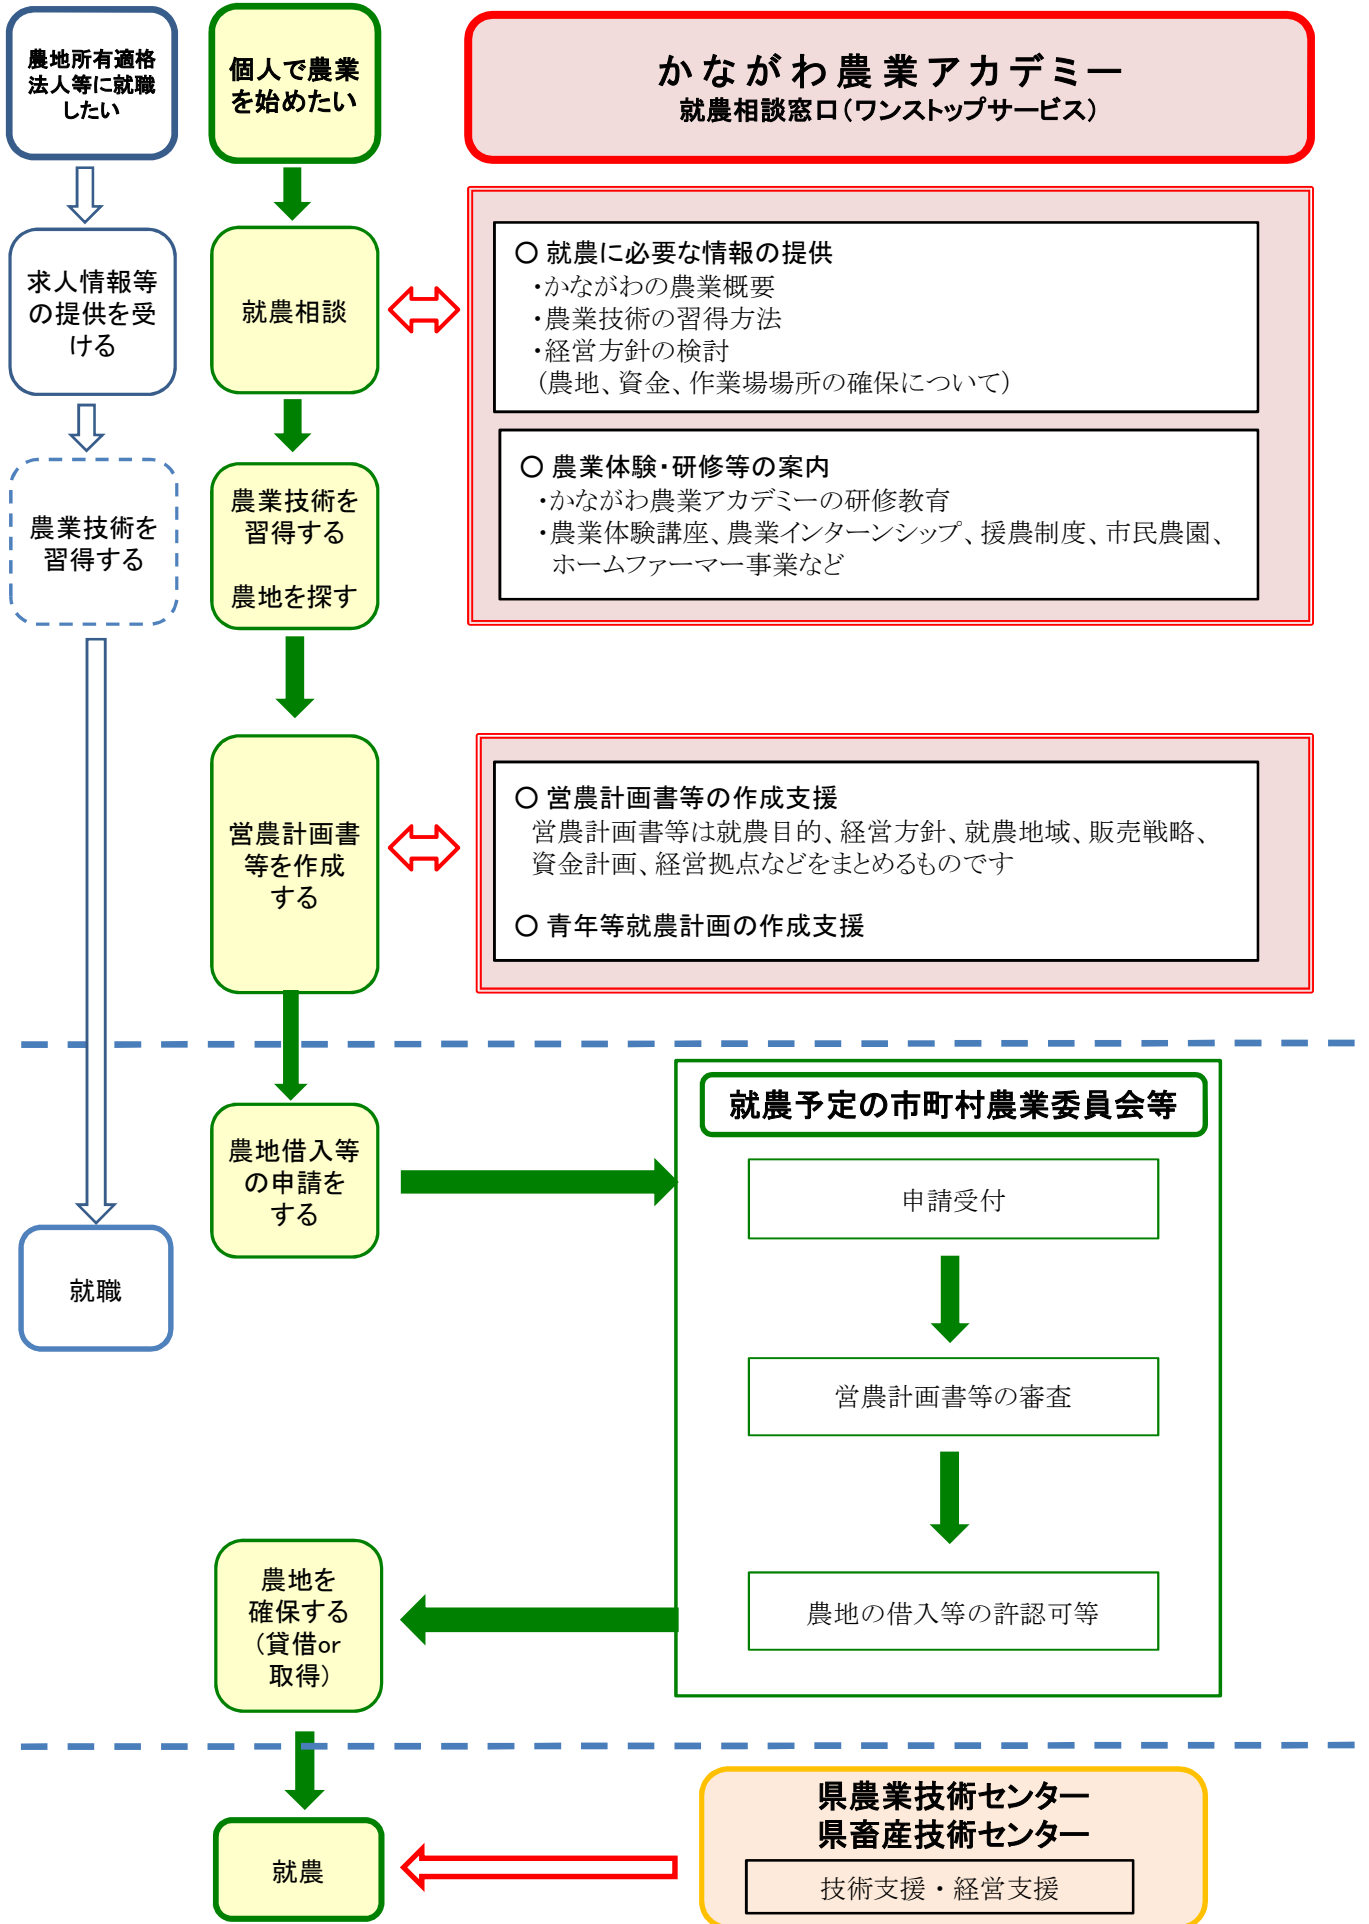 農地所有適格
法人等に就職
したい
個人で農業
を始めたい
かながわ農業アカデミー
就農相談窓口（ワンストップサービス）
求人情報等
の提供を受
ける
就農相談
○ 就農に必要な情報の提供
・かながわの農業概要
・農業技術の習得方法
・経営方針の検討
（農地、資金、作業場場所の確保について）
農業技術を
習得する
農業技術を
習得する
農地を探す
○ 農業体験・研修等の案内
・かながわ農業アカデミーの研修教育
・農業体験講座、農業インターンシップ、援農制度、市民農園、
ホームファーマー事業など
営農計画書
等を作成
する
○ 営農計画書等の作成支援
営農計画書等は就農目的、経営方針、就農地域、販売戦略、
資金計画、経営拠点などをまとめるものです
○ 青年等就農計画の作成支援
農地借入等
の申請を
する
就農予定の市町村農業委員会等
申請受付
就職
営農計画書等の審査
農地を
確保する
（貸借or
取得）
農地の借入等の許認可等
就農
県農業技術センター
県畜産技術センター
技術支援・経営支援